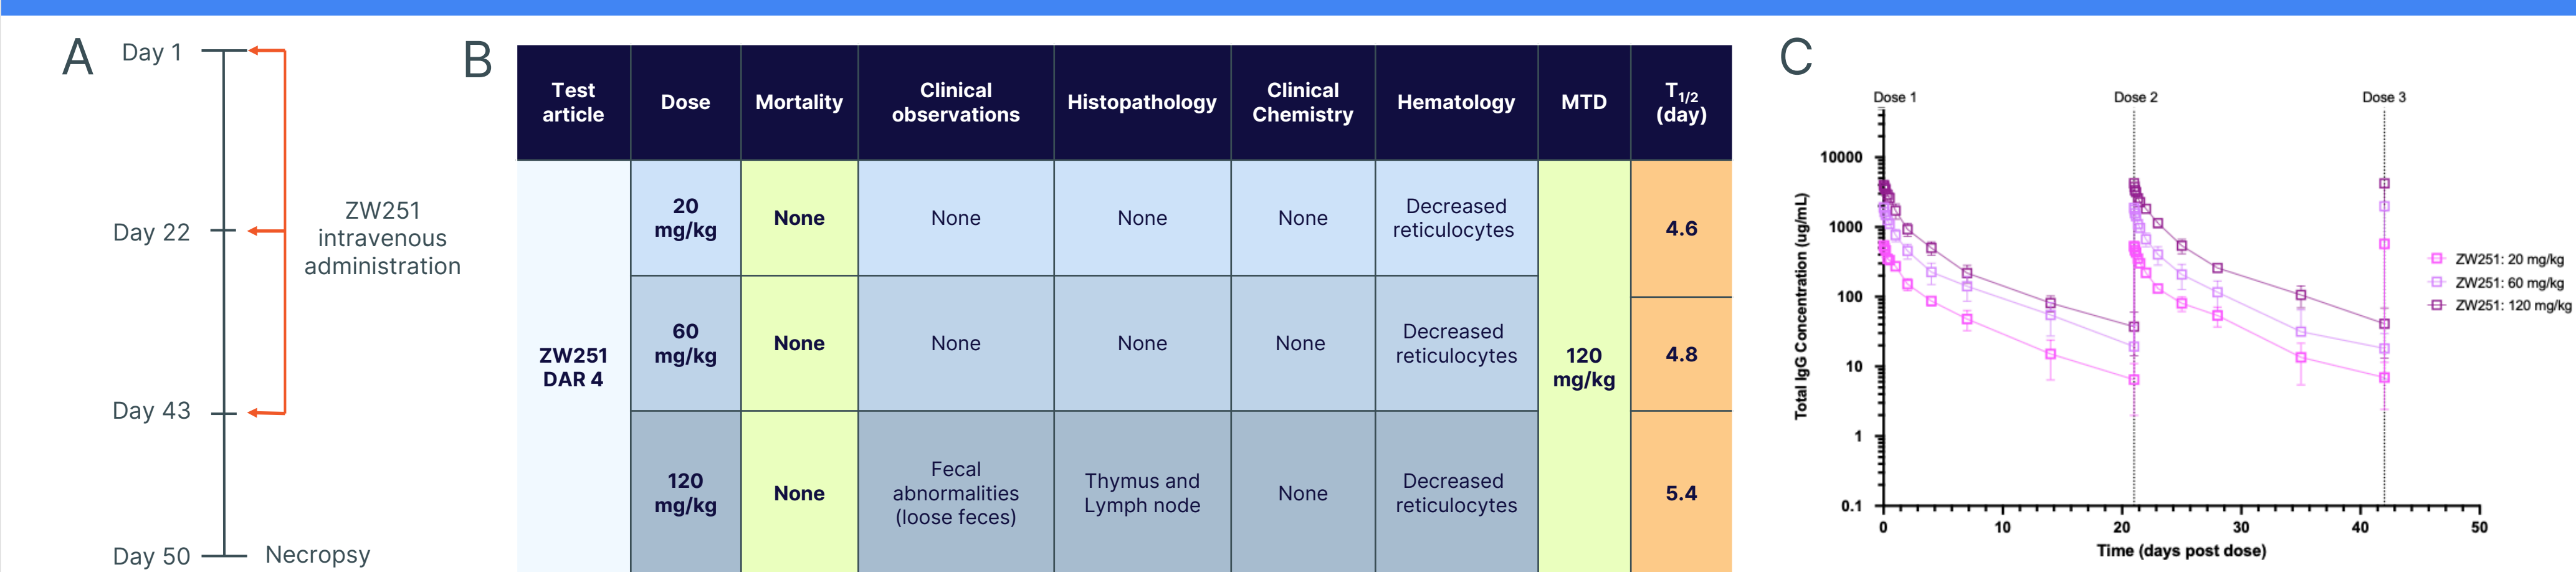 A
Day 1
Day 22
Day 43
Day 50
ZW251
intravenous
administration
Necropsy
B
Test
article
Dose
Mortality
Clinical
observations
Histopathology
Clinical
Chemistry
Hematology
MTD
T1/2
(day)
ZW251
DAR 4
20
mg/kg
None
None
None
None
Decreased
reticulocytes
120
mg/kg
4.6
60
mg/kg
None
None
None
None
Decreased
reticulocytes
4.8
120
mg/kg
None
Fecal
abnormalities
(loose feces)
Thymus and
Lymph node
None
Decreased
reticulocytes
5.4
C
Dose 1
Dose 2
Dose 3
Total IgG Concentration (ug/mL)
10000
1000
100
10
1
0.1
0
10
20
30
40
50
Time (days post dose)
ZW251: 20 mg/kg
ZW251: 60 mg/kg
ZW251: 120 mg/kg